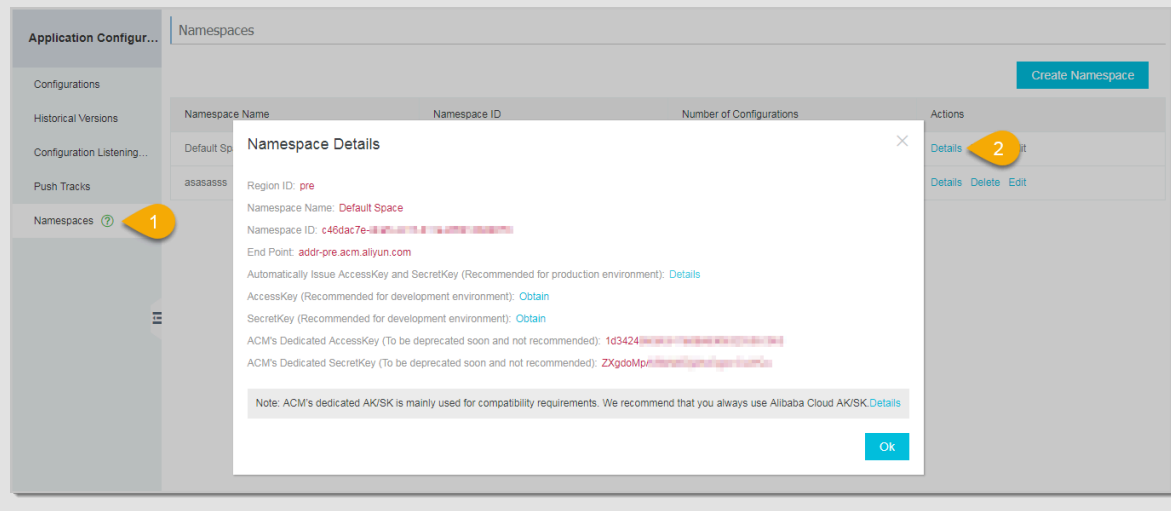 Application Configur...
Namespaces
Configurations
Create Namespace
Historical Versions
Namespace Name Namespace ID Number of Configurations Actions
Configuration Listening...
Default Sp
Details 2 it
Push Tracks
asasasss
Details Delete Edit
Namespaces ? 1
Namespace Details
Region ID: pre
Namespace Name: Default Space
Namespace ID: c46dac7e-
End Point: addr-pre.acm.aliyun.com
Automatically Issue AccessKey and SecretKey (Recommended for production environment): Details
AccessKey (Recommended for development environment): Obtain
SecretKey (Recommended for development environment): Obtain
ACM's Dedicated AccessKey (To be deprecated soon and not recommended): 1d3424
ACM's Dedicated SecretKey (To be deprecated soon and not recommended): ZXgdoMp/
Note: ACM's dedicated AK/SK is mainly used for compatibility requirements. We recommend that you always use Alibaba Cloud AK/SK.Details
Ok